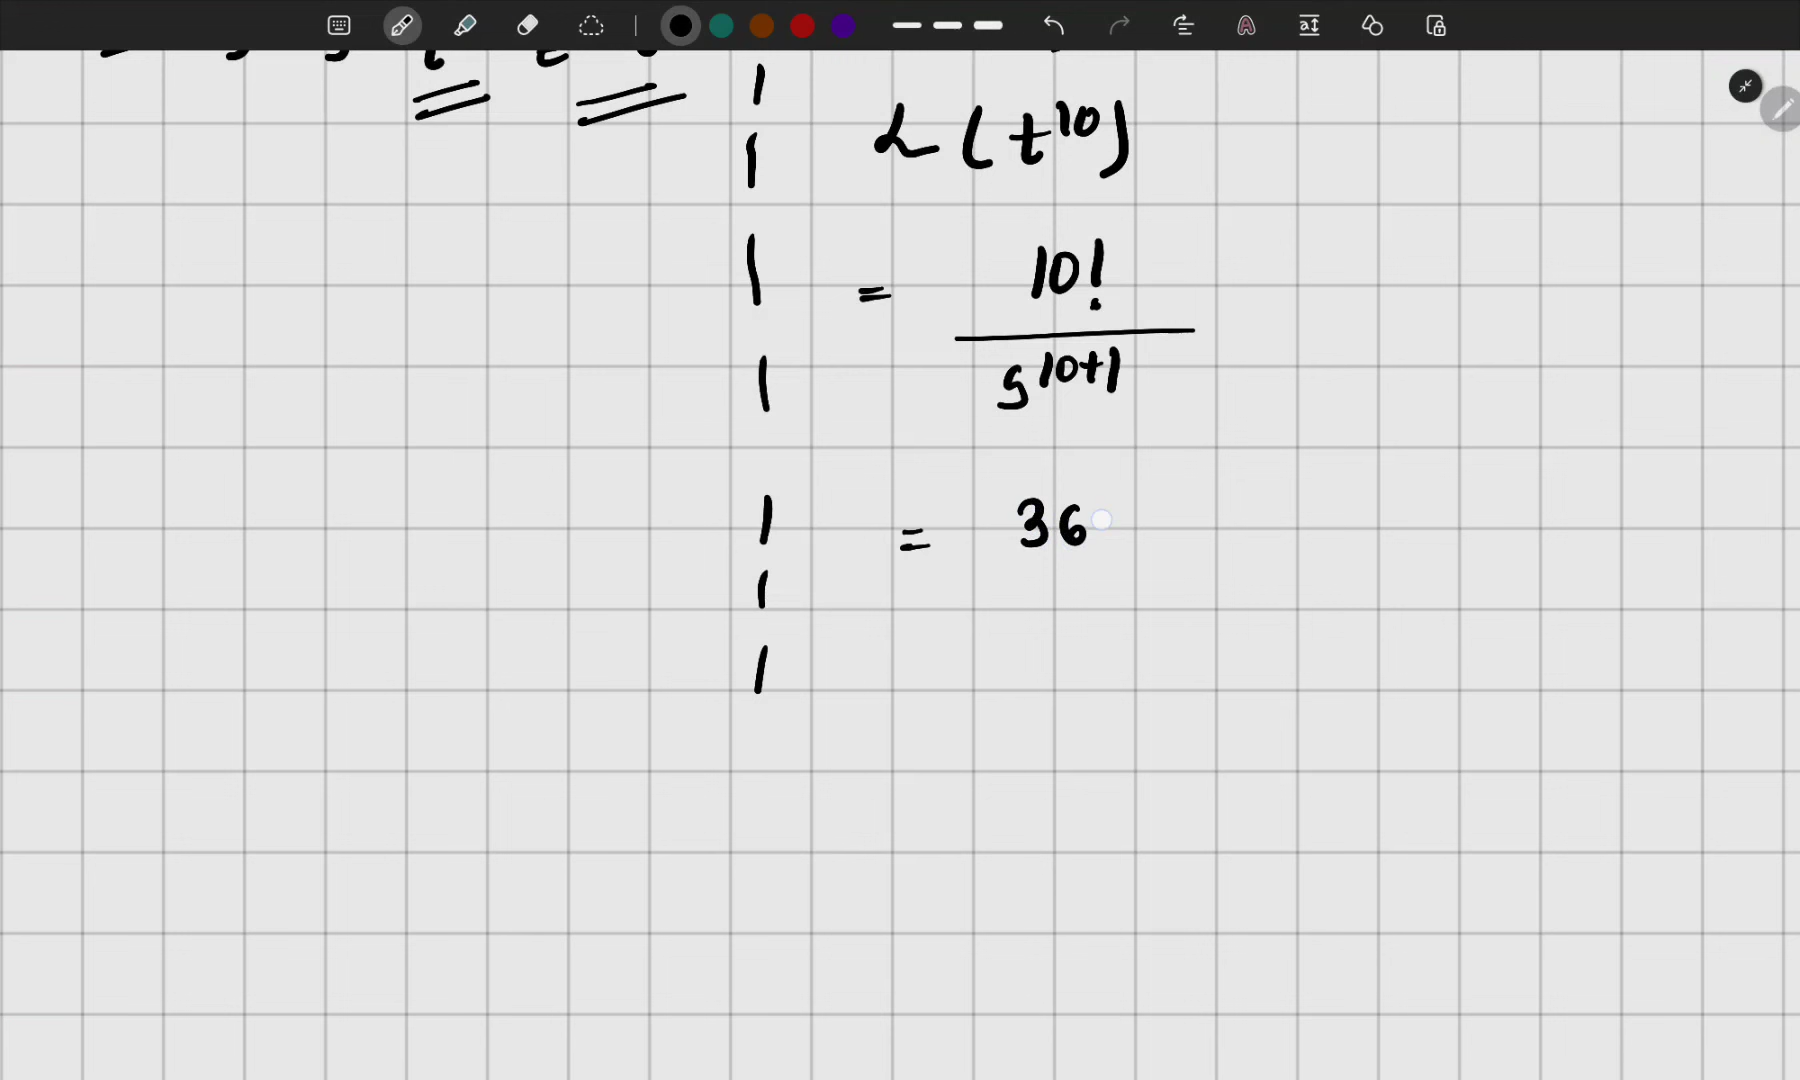 L(t^10)
= 10! / s^10+1
= 36